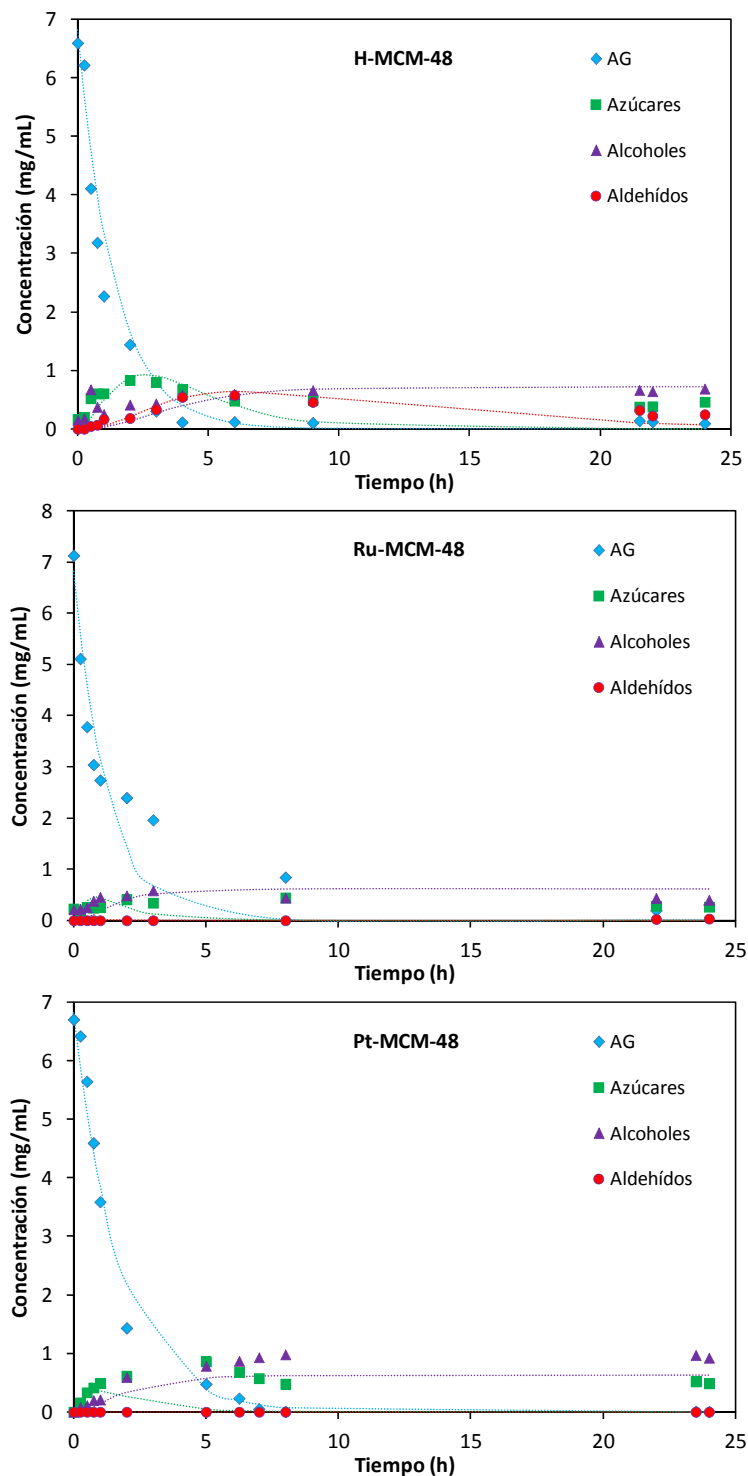 H-MCM-48
AG
Azúcares
Alcoholes
Aldehídos
Concentración (mg/mL)
7
6
5
4
3
2
1
0
0 5 10 15 20 25
Tiempo (h)
Ru-MCM-48
AG
Azúcares
Alcoholes
Aldehídos
Concentración (mg/mL)
8
7
6
5
4
3
2
1
0
0 5 10 15 20 25
Tiempo (h)
Pt-MCM-48
AG
Azúcares
Alcoholes
Aldehídos
Concentración (mg/mL)
7
6
5
4
3
2
1
0
0 5 10 15 20 25
Tiempo (h)